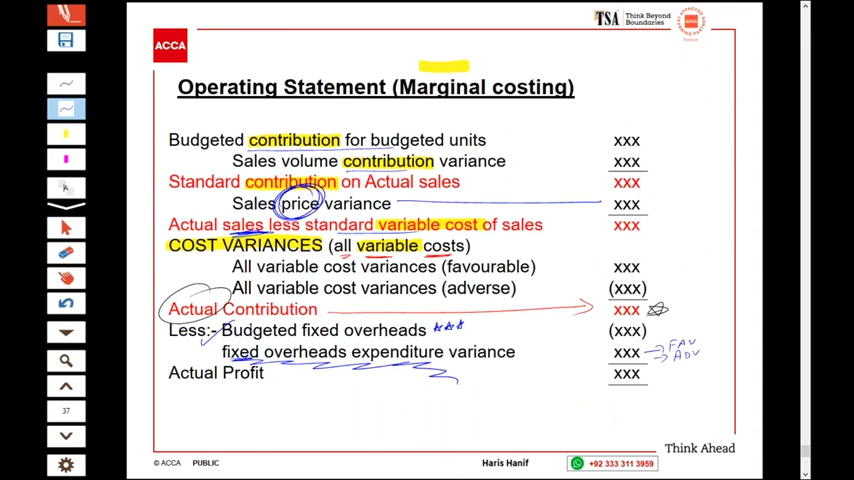 TSA Think Beyond Boundaries
ACCA
Operating Statement (Marginal costing)
Budgeted contribution for budgeted units xxx
Sales volume contribution variance xxx
Standard contribution on Actual sales xxx
Sales price variance xxx
Actual sales less standard variable cost of sales xxx
COST VARIANCES (all variable costs)
All variable cost variances (favourable) xxx
All variable cost variances (adverse) (xxx)
Actual Contribution xxx
Less:- Budgeted fixed overheads (xxx)
fixed overheads expenditure variance xxx FAV
ADV
Actual Profit xxx
37
Think Ahead
© ACCA PUBLIC Haris Hanif +92 333 311 3959